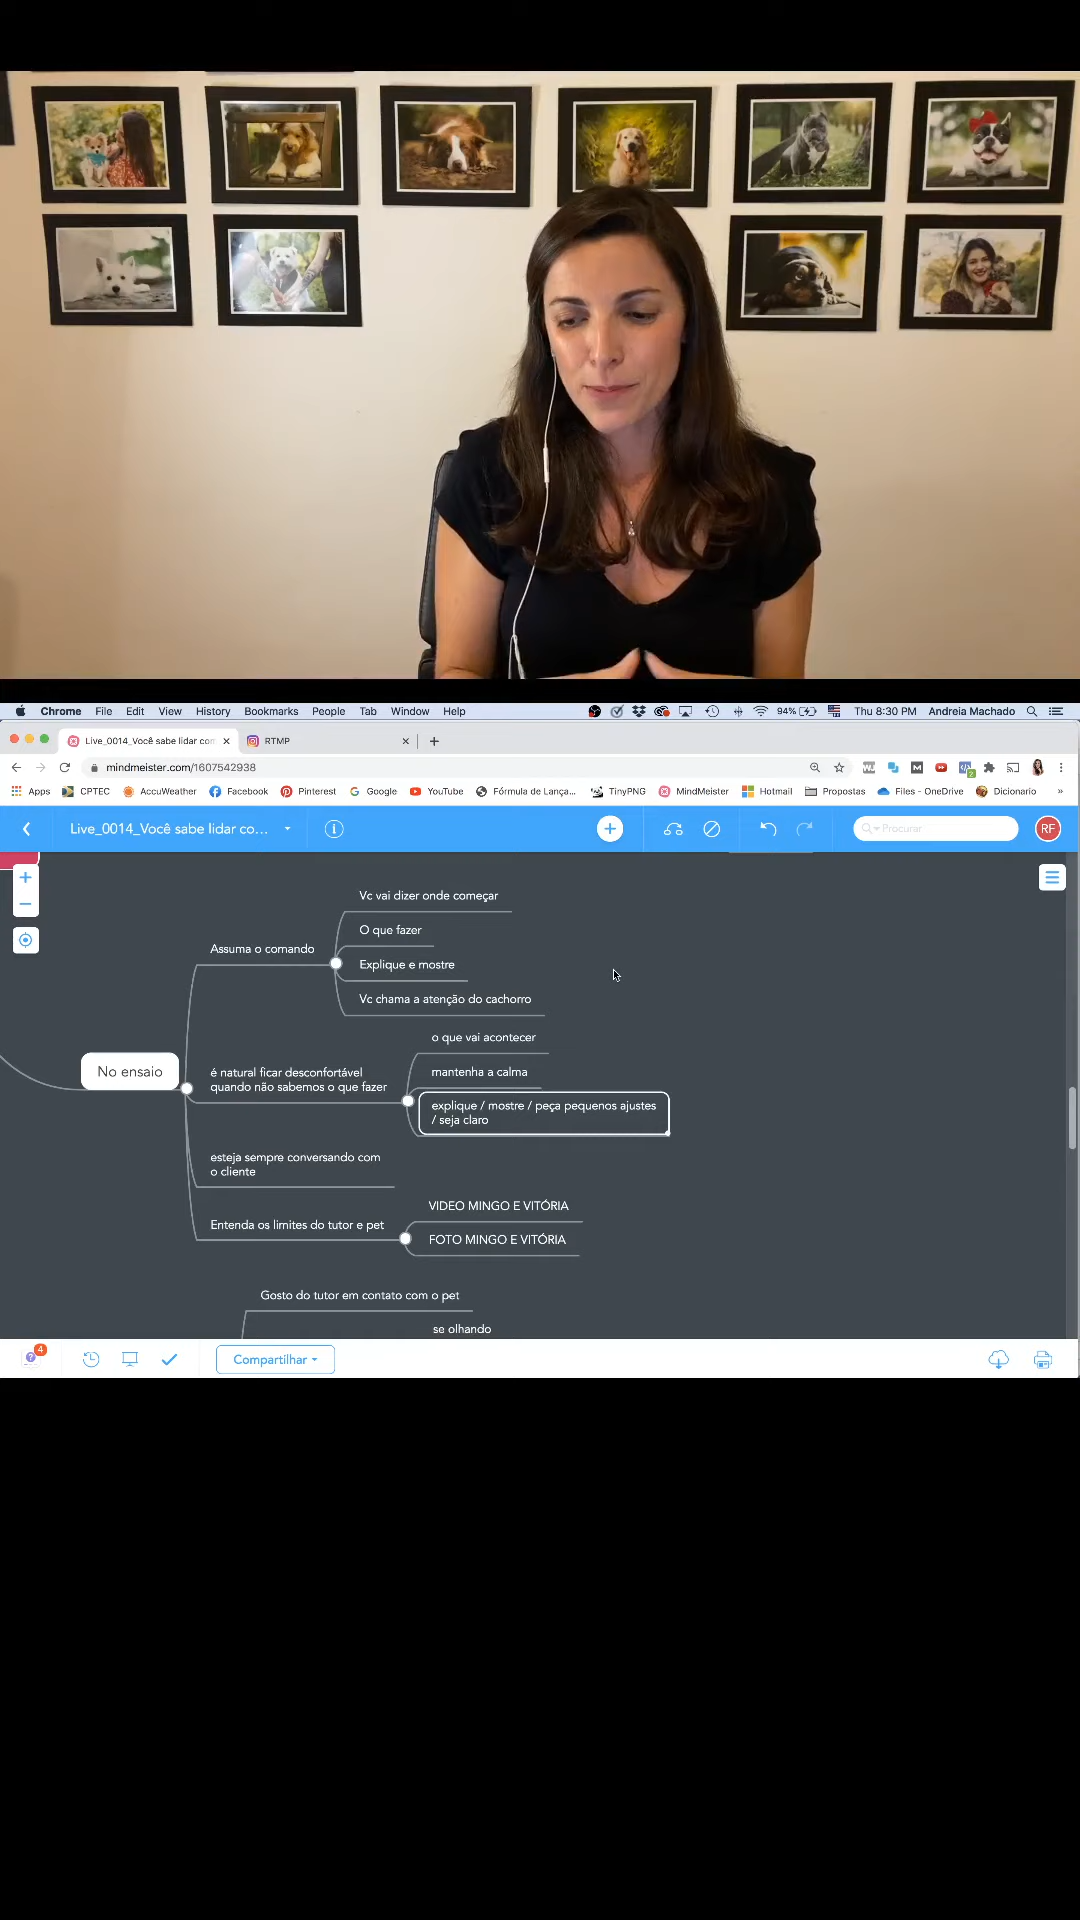 Chrome File Edit View History Bookmarks People Tab Window Help 94% Thu 8:30 PM Andreia Machado
Live_0014_Você sabe lidar com RTMP
mindmeister.com/1607542938
Apps CPTEC AccuWeather Facebook Pinterest Google YouTube Fórmula de Lança... TinyPNG MindMeister Hotmail Propostas Files - OneDrive Dicionario »
Live_0014_Você sabe lidar co... Procurar RF
Vc vai dizer onde começar
O que fazer
Assuma o comando
Explique e mostre
Vc chama a atenção do cachorro
o que vai acontecer
No ensaio
é natural ficar desconfortável
quando não sabemos o que fazer
mantenha a calma
explique / mostre / peça pequenos ajustes
/ seja claro
esteja sempre conversando com
o cliente
Entenda os limites do tutor e pet
VIDEO MINGO E VITÓRIA
FOTO MINGO E VITÓRIA
Gosto do tutor em contato com o pet
se olhando
4
Compartilhar